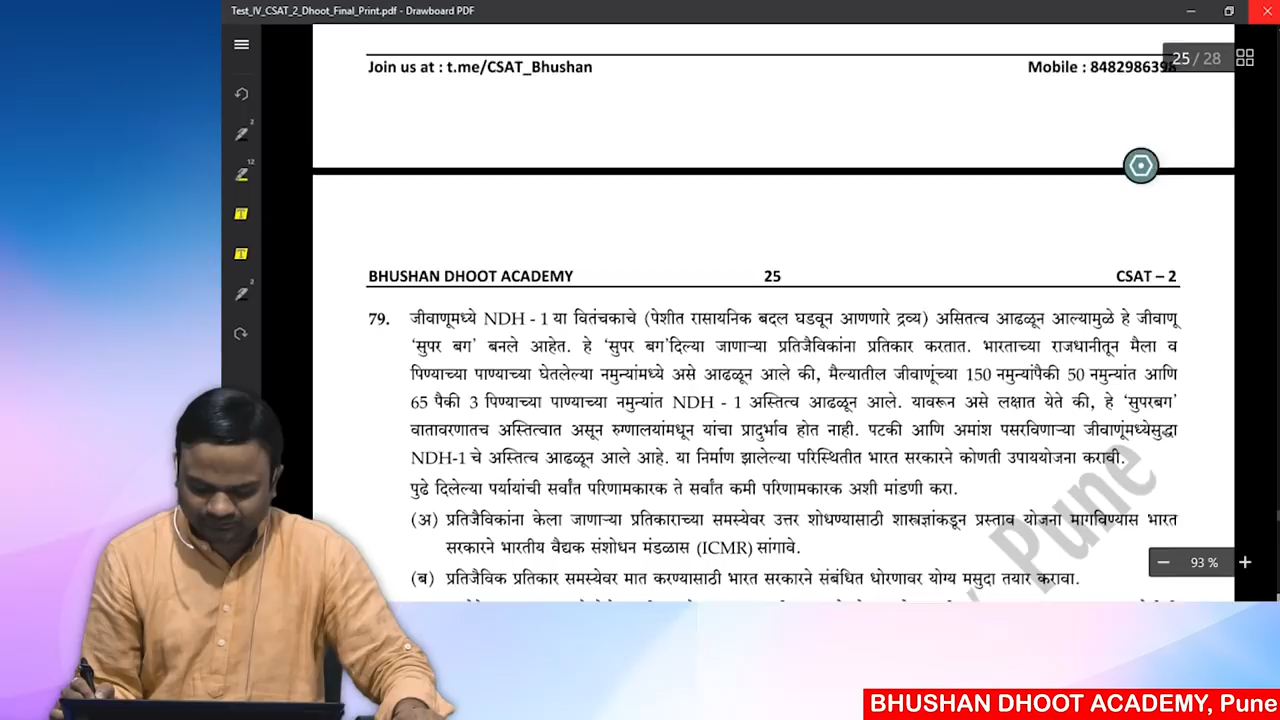 Test_IV_CSAT_2_Dhoot_Final_Print.pdf - Drawboard PDF
Join us at : t.me/CSAT_Bhushan
Mobile : 8482986398
25 / 28
BHUSHAN DHOOT ACADEMY 25 CSAT – 2
79. जीवाणूमध्ये NDH - 1 या वितंचकाचे (पेशीत रासायनिक बदल घडवून आणणारे द्रव्य) असितत्व आढळून आल्यामुळे हे जीवाणू
'सुपर बग' बनले आहेत. हे 'सुपर बग'दिल्या जाणाऱ्या प्रतिजैविकांना प्रतिकार करतात. भारताच्या राजधानीतून मैला व
पिण्याच्या पाण्याच्या घेतलेल्या नमुन्यांमध्ये असे आढळून आले की, मैल्यातील जीवाणूंच्या 150 नमुन्यांपैकी 50 नमुन्यांत आणि
65 पैकी 3 पिण्याच्या पाण्याच्या नमुन्यांत NDH - 1 अस्तित्व आढळून आले. यावरून असे लक्षात येते की, हे 'सुपरबग'
वातावरणातच अस्तित्वात असून रुग्णालयांमधून यांचा प्रादुर्भाव होत नाही. पटकी आणि अमांश पसरविणाऱ्या जीवाणूंमध्येसुद्धा
NDH-1 चे अस्तित्व आढळून आले आहे. या निर्माण झालेल्या परिस्थितीत भारत सरकारने कोणती उपाययोजना करावी.
पुढे दिलेल्या पर्यायांची सर्वांत परिणामकारक ते सर्वांत कमी परिणामकारक अशी मांडणी करा.
(अ) प्रतिजैविकांना केला जाणाऱ्या प्रतिकाराच्या समस्येवर उत्तर शोधण्यासाठी शास्त्रज्ञांकडून प्रस्ताव योजना मागविण्यास भारत
सरकारने भारतीय वैद्यक संशोधन मंडळास (ICMR) सांगावे.
(ब) प्रतिजैविक प्रतिकार समस्येवर मात करण्यासाठी भारत सरकारने संबंधित धोरणावर योग्य मसुदा तयार करावा.
Pune
93 %
BHUSHAN DHOOT ACADEMY, Pune